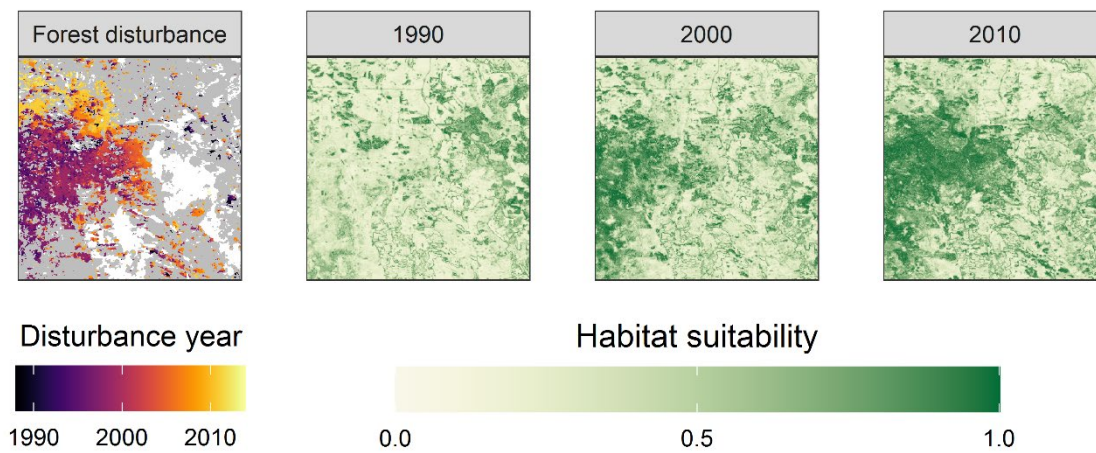 Forest disturbance
1990
2000
2010
Disturbance year
Habitat suitability
1990 2000 2010
0.0 0.5 1.0